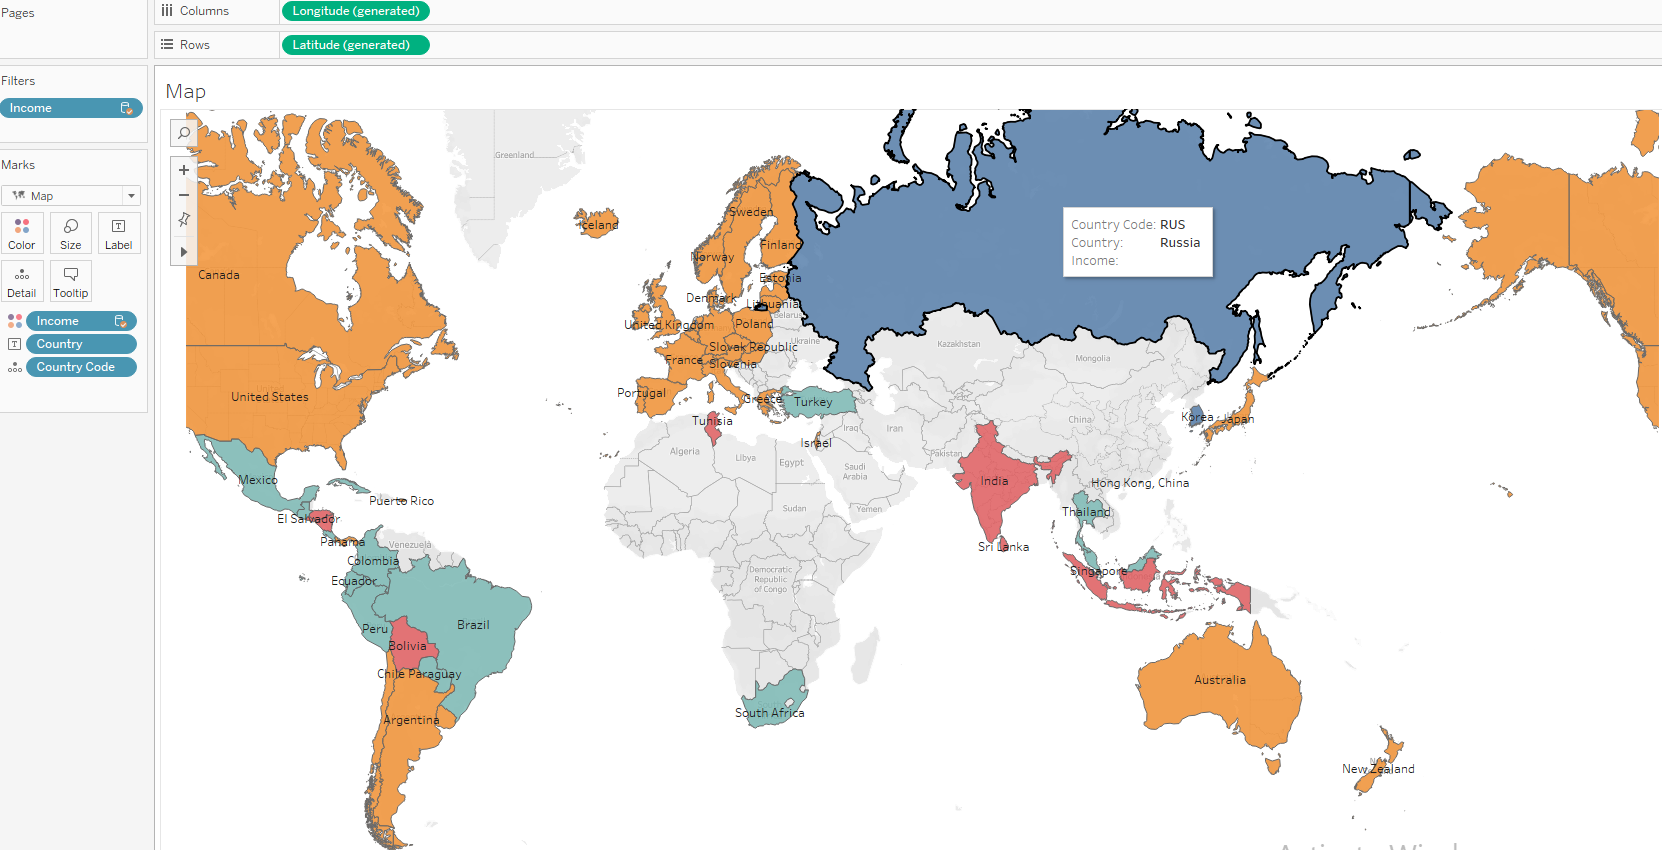 Pages
Columns
Longitude (generated)
Rows
Latitude (generated)
Filters
Income
Marks
Map
Color
Size
Label
Detail
Tooltip
Income
Country
Country Code
Map
Greenland
Iceland
Sweden
Finland
Norway
Estonia
Denmark
Lithuania
Belarus
United Kingdom
Poland
Ukraine
Slovak Republic
France
Slovenia
Portugal
Greece
Turkey
Tunisia
Israel
Iraq
Iran
Algeria
Libya
Egypt
Saudi
Arabia
Pakistan
Sudan
Yemen
Democratic
Republic
of Congo
South Africa
Country Code: RUS
Country: Russia
Income:
Kazakhstan
Mongolia
China
Korea
Japan
India
Hong Kong, China
Thailand
Sri Lanka
Singapore
Australia
New Zealand
Canada
United States
Mexico
Puerto Rico
El Salvador
Panama
Venezuela
Colombia
Ecuador
Peru
Brazil
Bolivia
Chile
Paraguay
Argentina